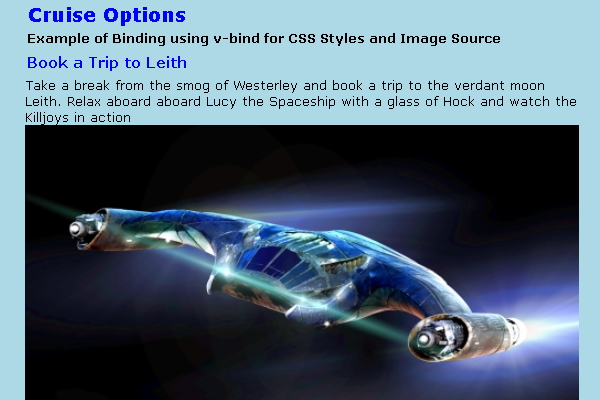 Cruise Options
Example of Binding using v-bind for CSS Styles and Image Source
Book a Trip to Leith
Take a break from the smog of Westerley and book a trip to the verdant moon
Leith. Relax aboard aboard Lucy the Spaceship with a glass of Hock and watch the
Killjoys in action